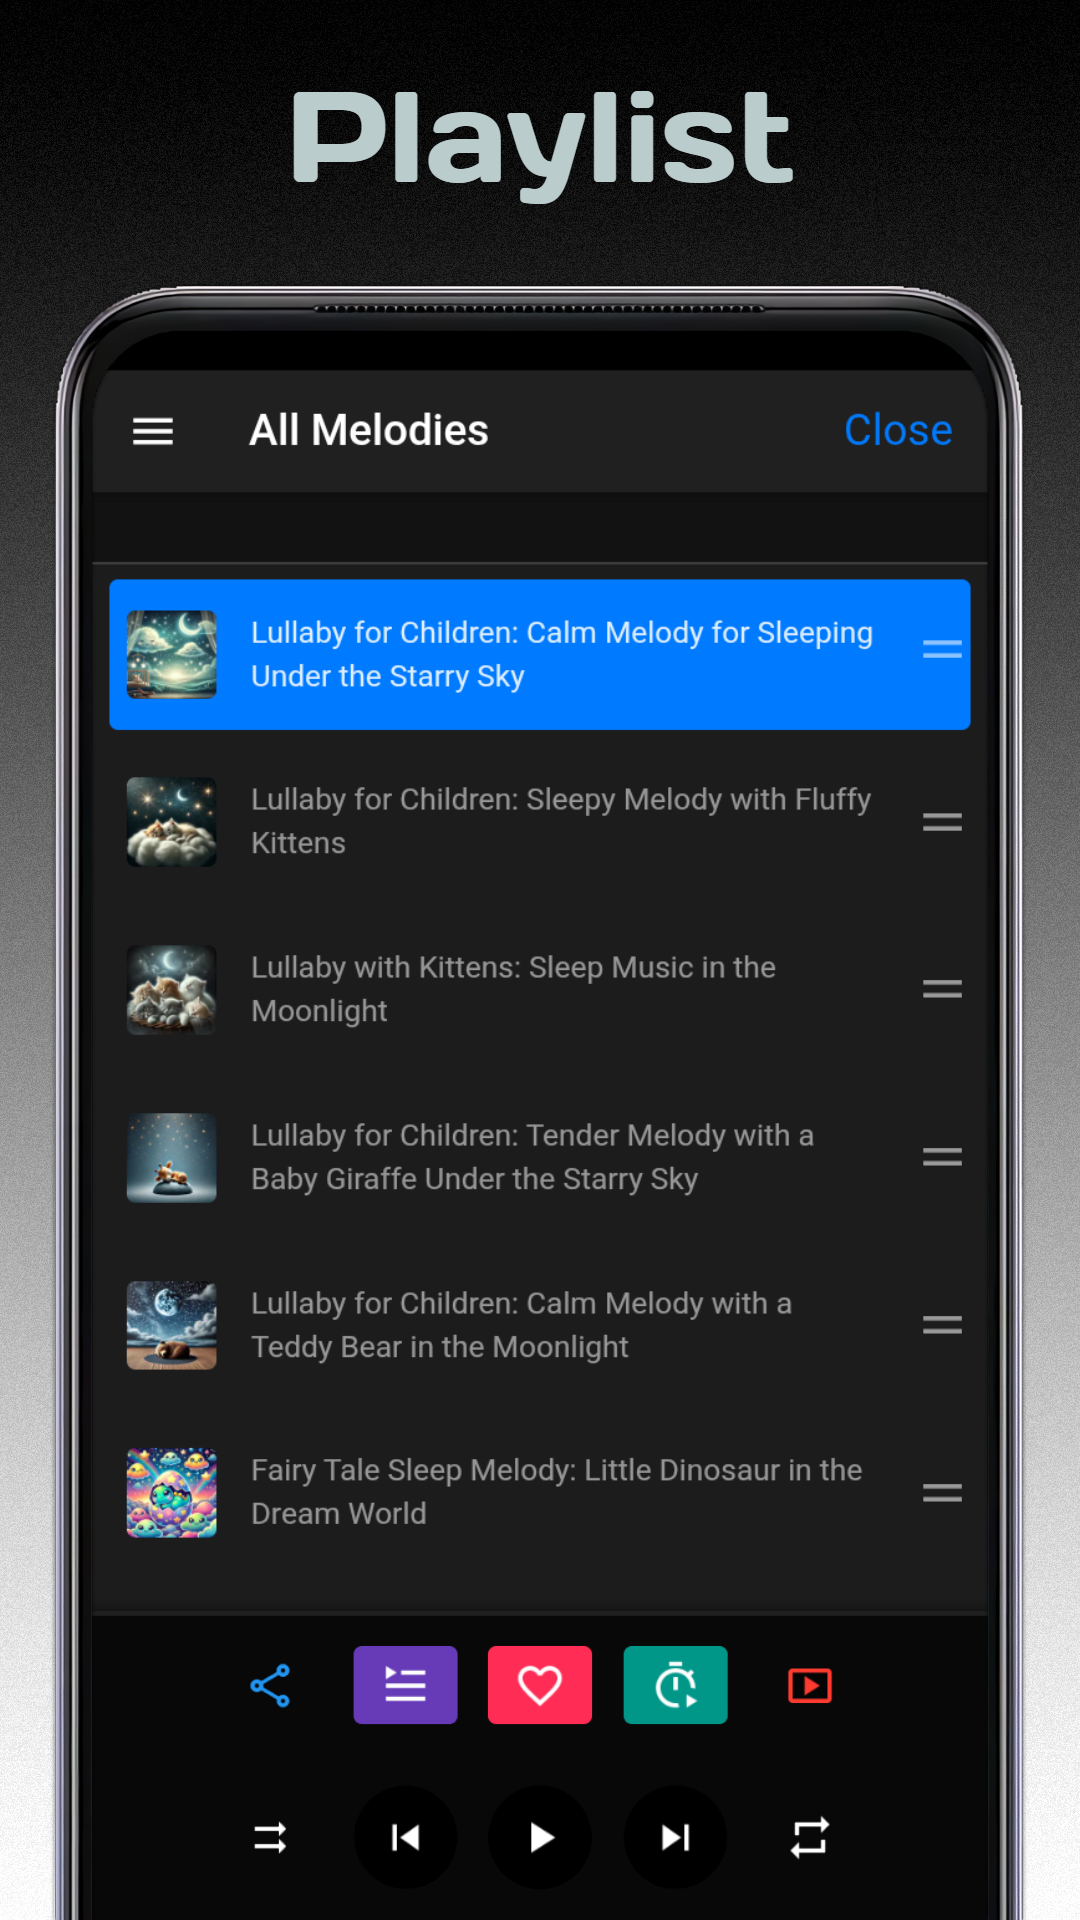 Playlist
All Melodies
Close
Lullaby for Children: Calm Melody for Sleeping
Under the Starry Sky
Lullaby for Children: Sleepy Melody with Fluffy
Kittens
Lullaby with Kittens: Sleep Music in the
Moonlight
Lullaby for Children: Tender Melody with a
Baby Giraffe Under the Starry Sky
Lullaby for Children: Calm Melody with a
Teddy Bear in the Moonlight
Fairy Tale Sleep Melody: Little Dinosaur in the
Dream World